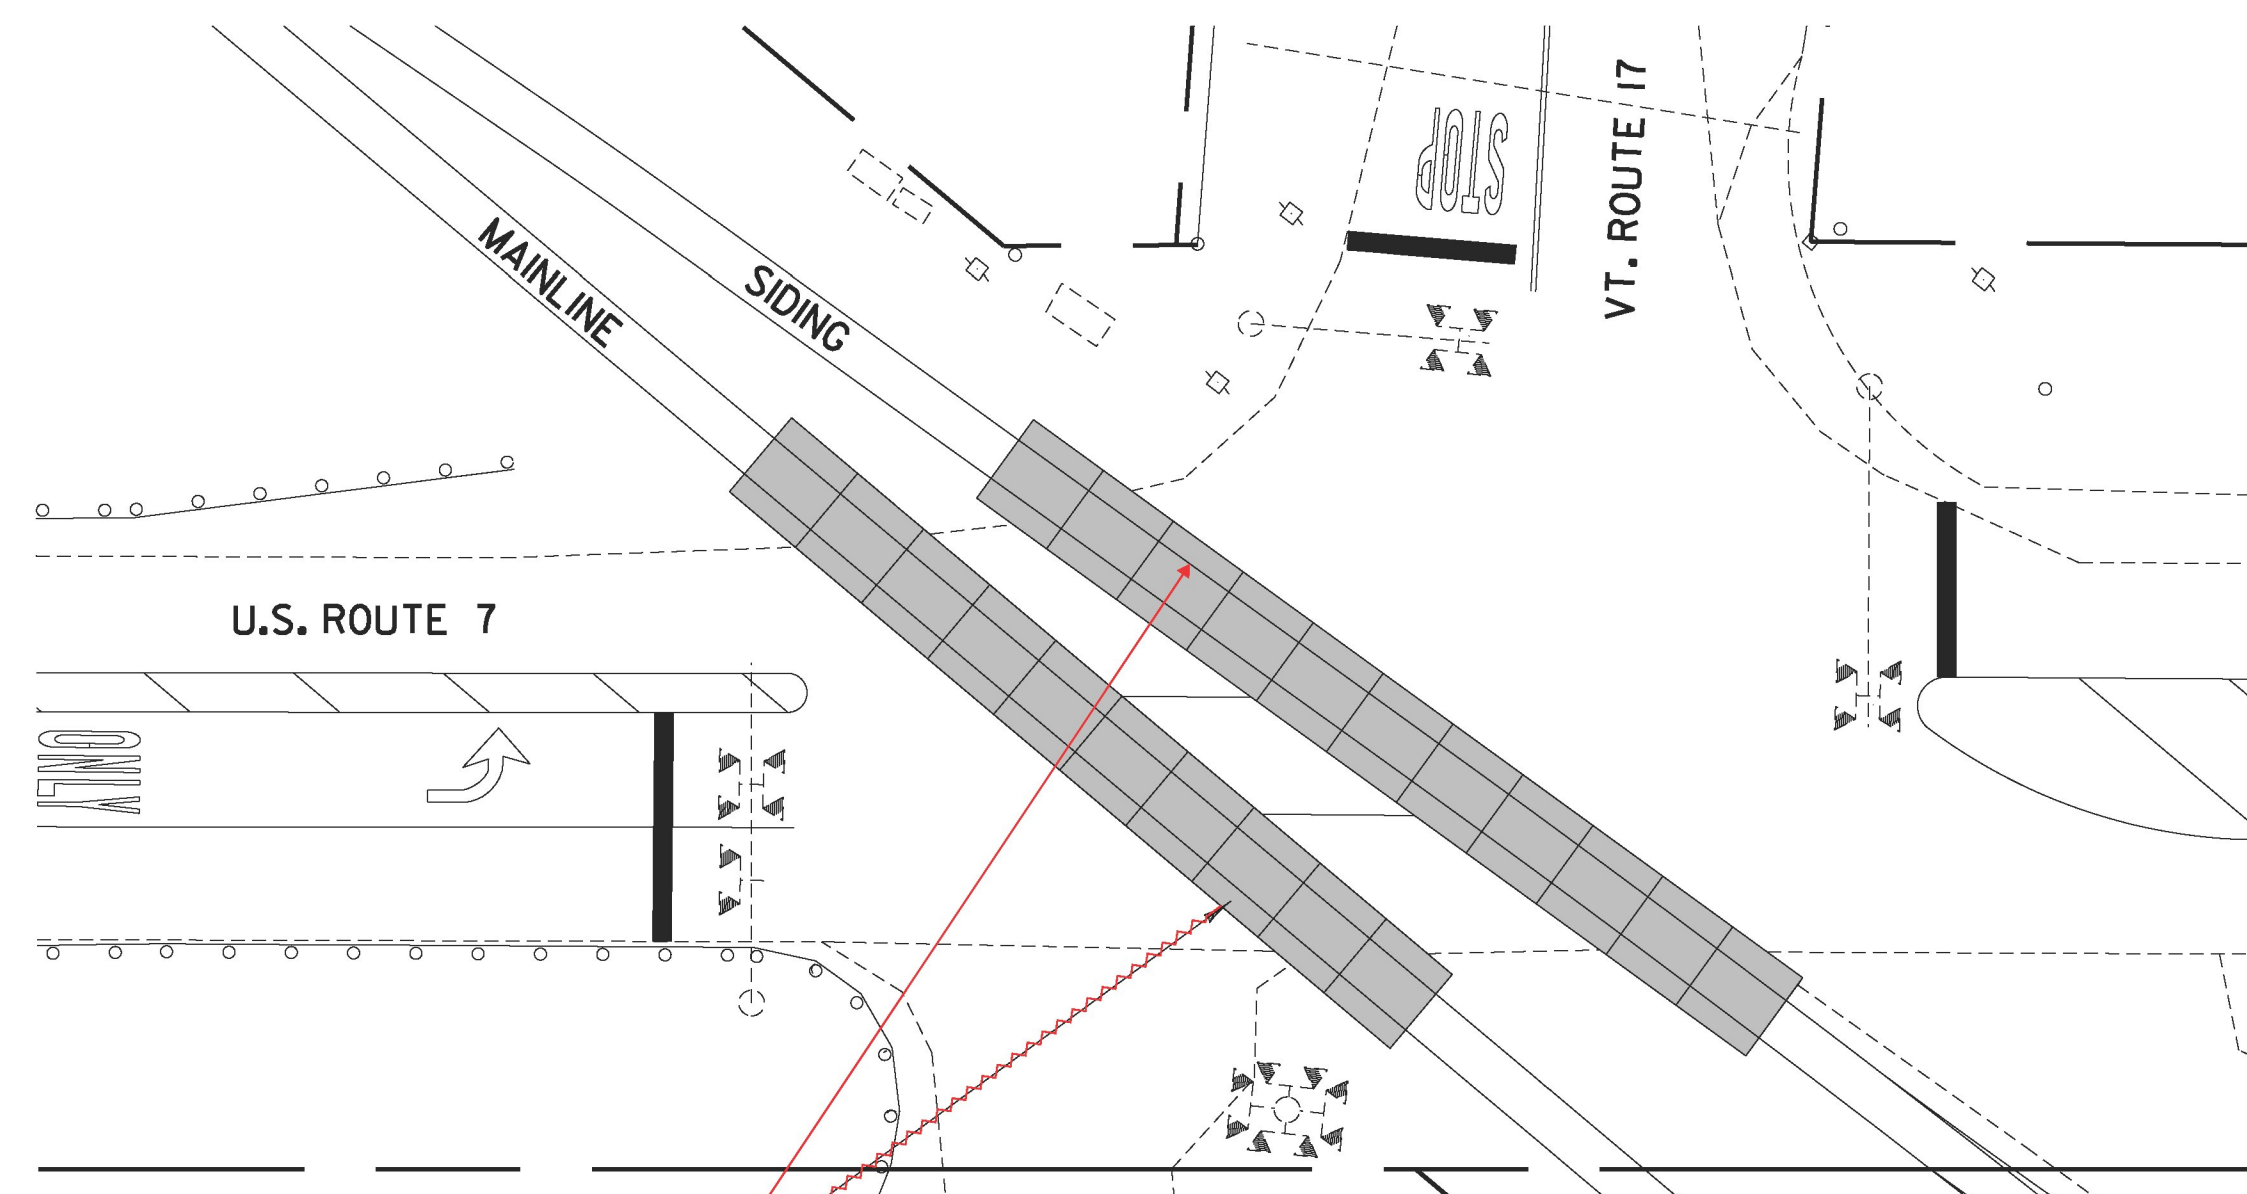 VT. ROUTE 17
STOP
MAINLINE
SIDING
U.S. ROUTE 7
ONLY